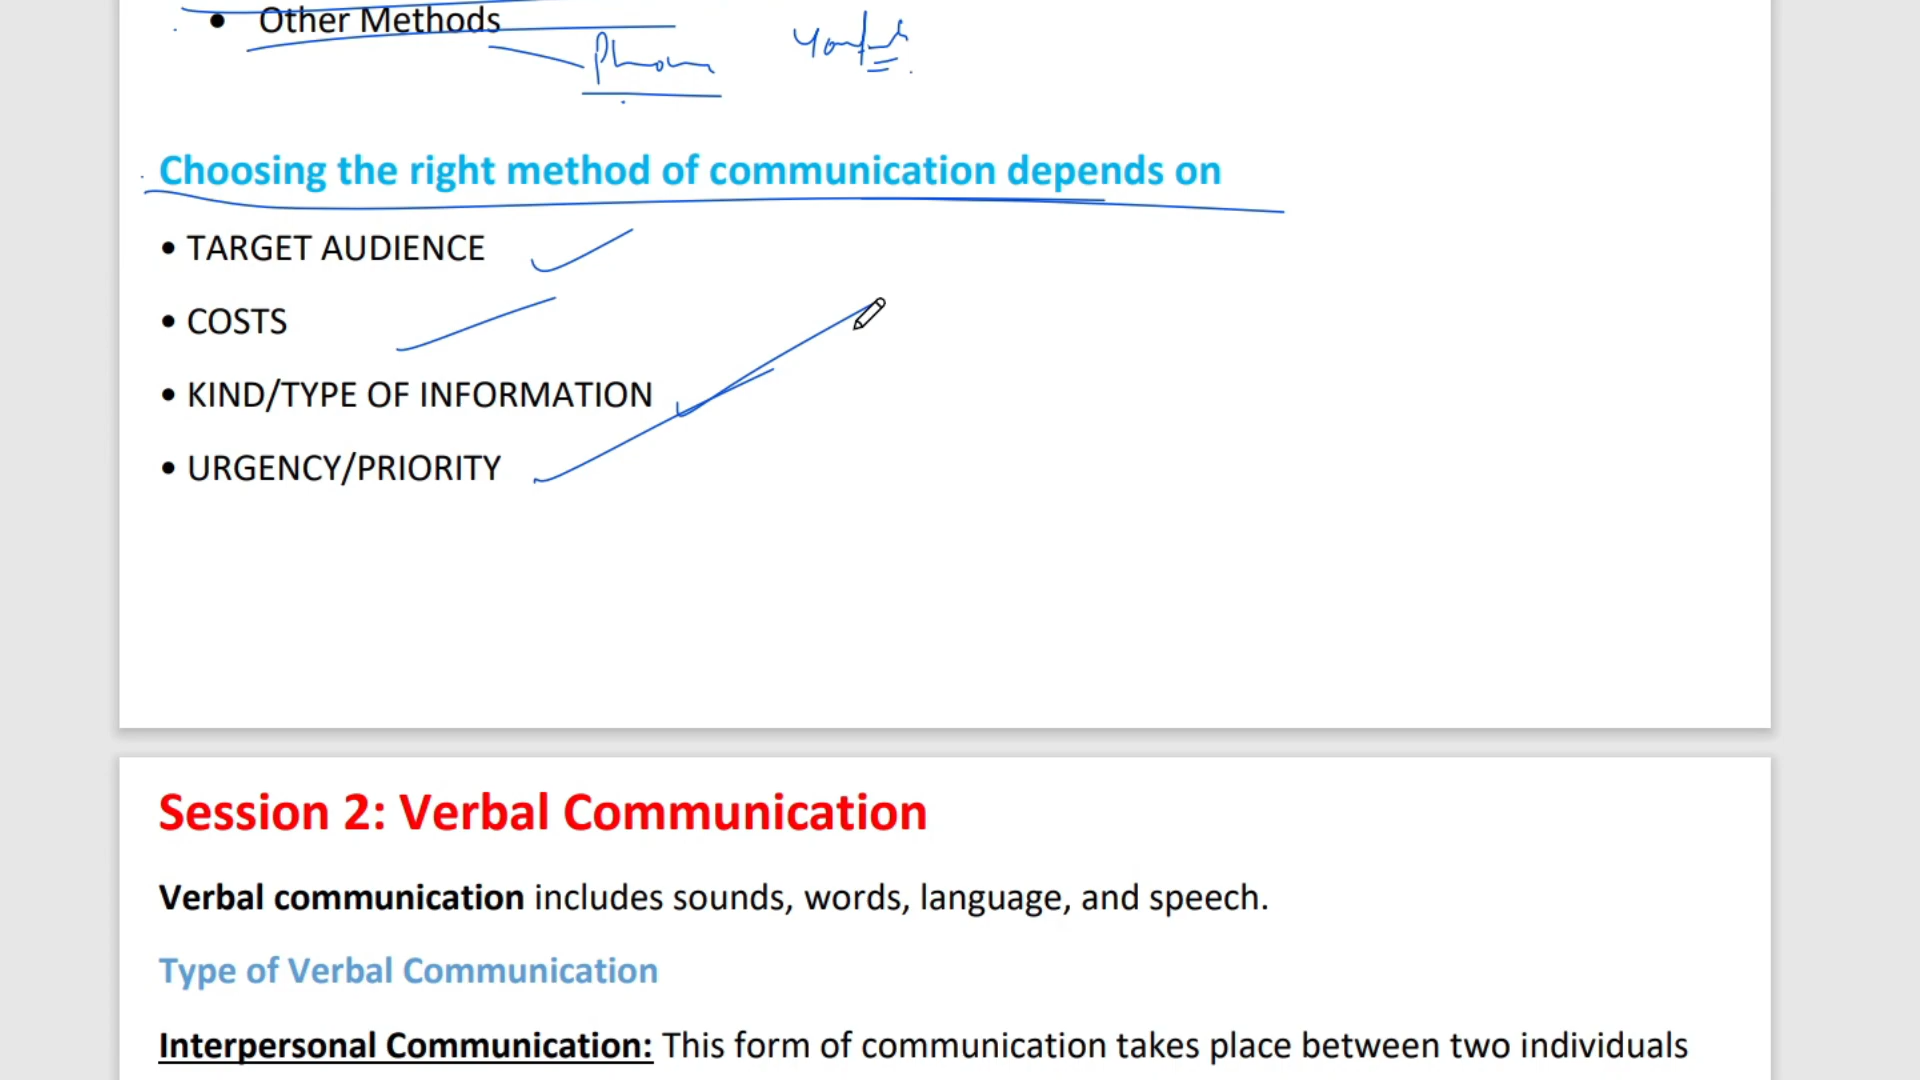 • Other Methods
Phone
Choosing the right method of communication depends on
• TARGET AUDIENCE
• COSTS
• KIND/TYPE OF INFORMATION
• URGENCY/PRIORITY
Session 2: Verbal Communication
Verbal communication includes sounds, words, language, and speech.
Type of Verbal Communication
Interpersonal Communication: This form of communication takes place between two individuals